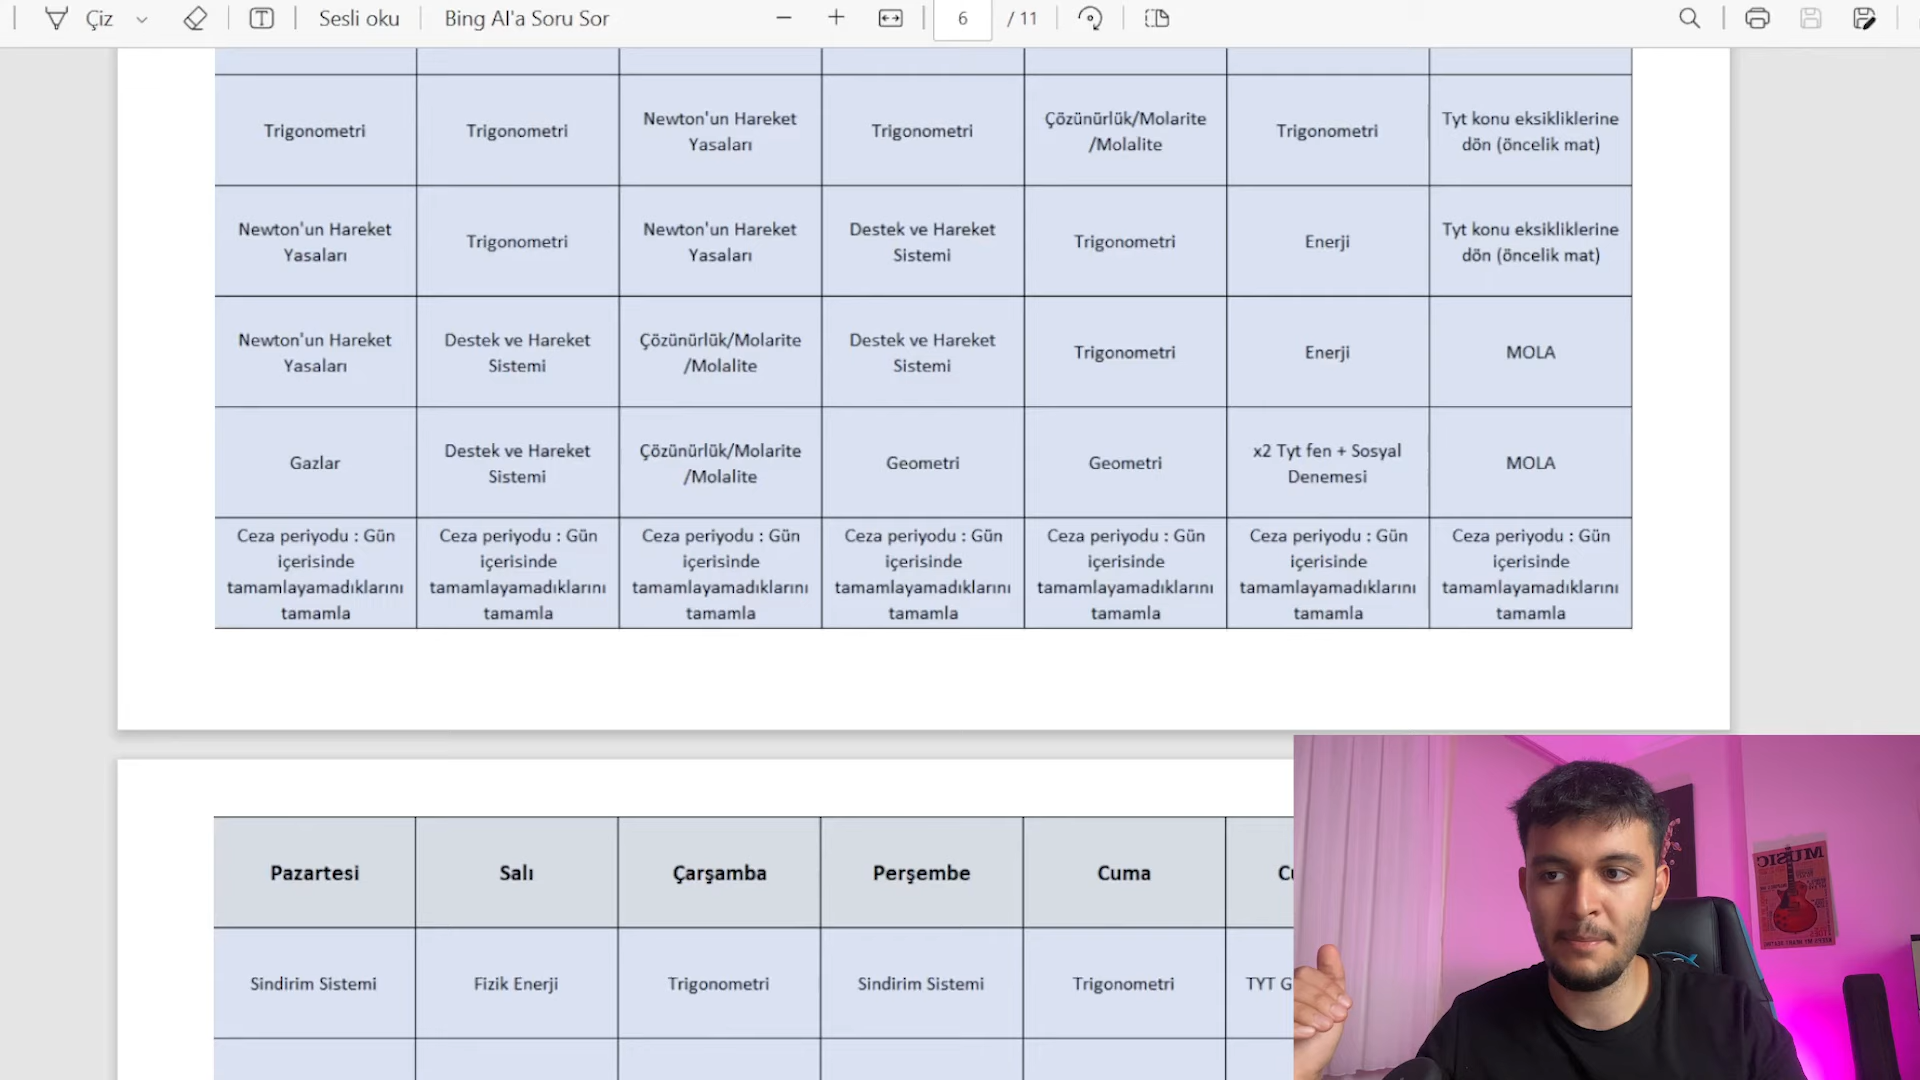 Çiz
Sesli oku
Bing AI'a Soru Sor
6
/ 11
Trigonometri
Trigonometri
Newton'un Hareket
Yasaları
Trigonometri
Çözünürlük/Molarite
/Molalite
Trigonometri
Tyt konu eksikliklerine
dön (öncelik mat)
Newton'un Hareket
Yasaları
Trigonometri
Newton'un Hareket
Yasaları
Destek ve Hareket
Sistemi
Trigonometri
Enerji
Tyt konu eksikliklerine
dön (öncelik mat)
Newton'un Hareket
Yasaları
Destek ve Hareket
Sistemi
Çözünürlük/Molarite
/Molalite
Destek ve Hareket
Sistemi
Trigonometri
Enerji
MOLA
Gazlar
Destek ve Hareket
Sistemi
Çözünürlük/Molarite
/Molalite
Geometri
Geometri
x2 Tyt fen + Sosyal
Denemesi
MOLA
Ceza periyodu : Gün
içerisinde
tamamlayamadıklarını
tamamla
Ceza periyodu : Gün
içerisinde
tamamlayamadıklarını
tamamla
Ceza periyodu : Gün
içerisinde
tamamlayamadıklarını
tamamla
Ceza periyodu : Gün
içerisinde
tamamlayamadıklarını
tamamla
Ceza periyodu : Gün
içerisinde
tamamlayamadıklarını
tamamla
Ceza periyodu : Gün
içerisinde
tamamlayamadıklarını
tamamla
Ceza periyodu : Gün
içerisinde
tamamlayamadıklarını
tamamla
Pazartesi
Salı
Çarşamba
Perşembe
Cuma
Sindirim Sistemi
Fizik Enerji
Trigonometri
Sindirim Sistemi
Trigonometri
TYT G
MUSIC